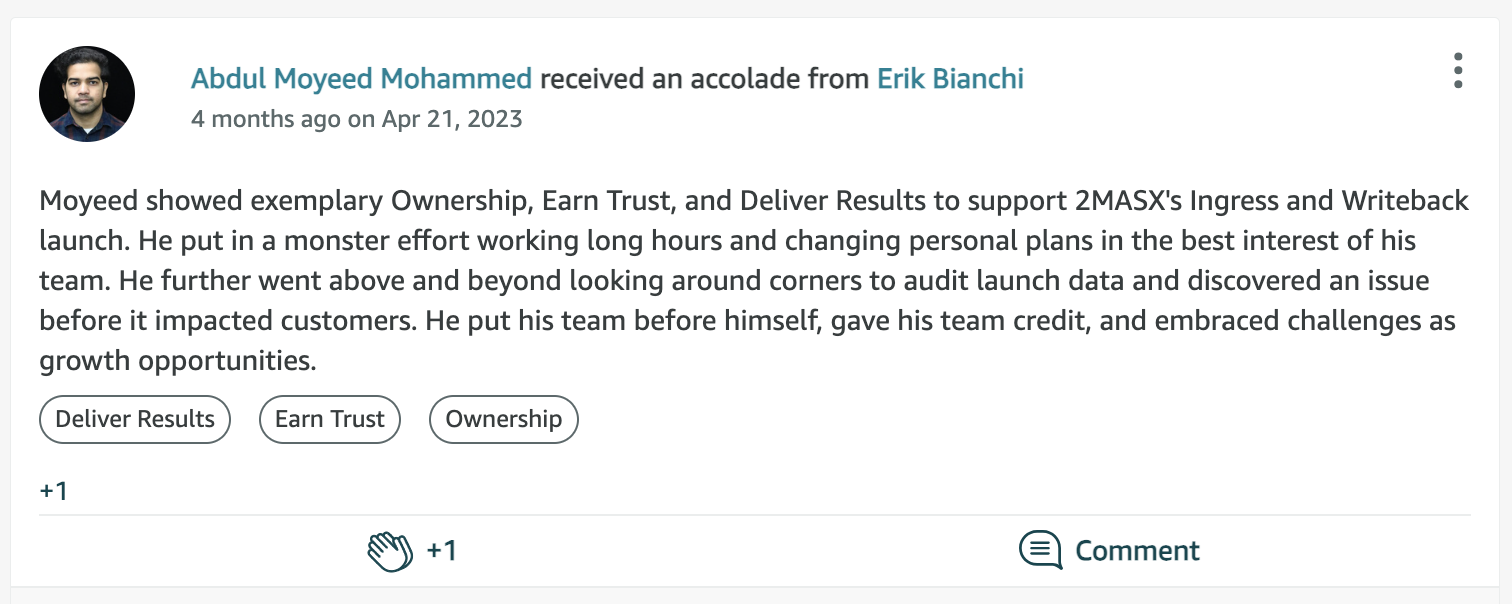 Abdul Moyeed Mohammed received an accolade from Erik Bianchi
4 months ago on Apr 21, 2023
Moyeed showed exemplary Ownership, Earn Trust, and Deliver Results to support 2MASX's Ingress and Writeback
launch. He put in a monster effort working long hours and changing personal plans in the best interest of his
team. He further went above and beyond looking around corners to audit launch data and discovered an issue
before it impacted customers. He put his team before himself, gave his team credit, and embraced challenges as
growth opportunities.
Deliver Results Earn Trust Ownership
+1
+1 Comment